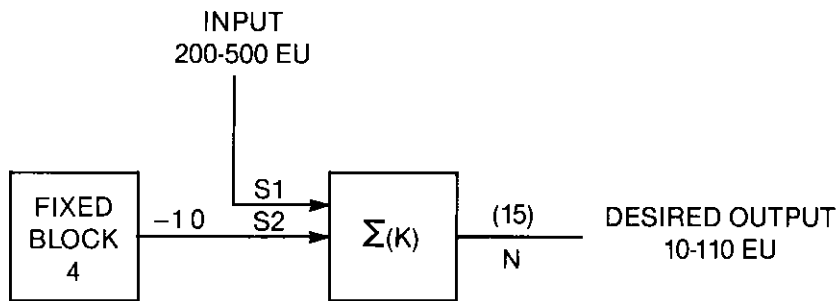 INPUT
200-500 EU
FIXED
BLOCK
4
–1 0
S1
S2
Σ(K)
(15)
N
DESIRED OUTPUT
10-110 EU